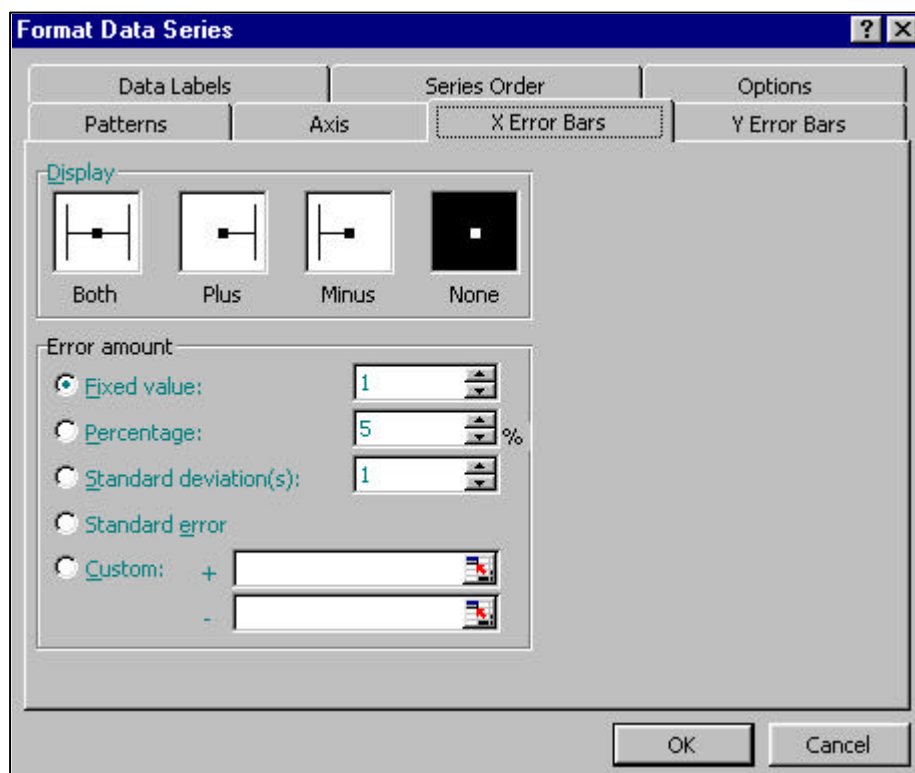 Format Data Series
Data Labels Series Order Options
Patterns Axis X Error Bars Y Error Bars
Display
Both Plus Minus None
Error amount
Fixed value: 1
Percentage: 5 %
Standard deviation(s): 1
Standard error
Custom: +
-
OK Cancel